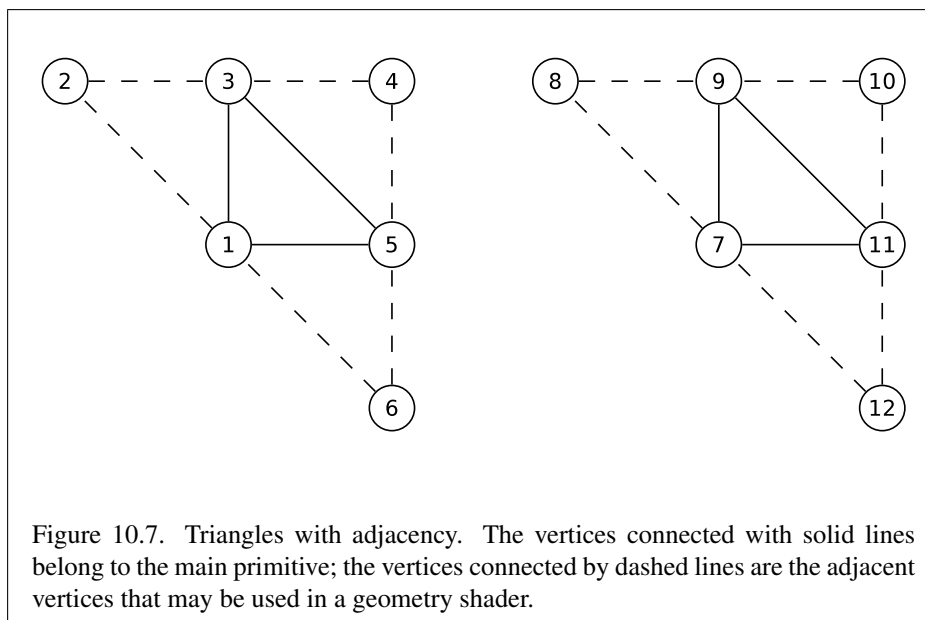 2 3 4 8 9 10
1 5 7 11
6 12
Figure 10.7. Triangles with adjacency. The vertices connected with solid lines
belong to the main primitive; the vertices connected by dashed lines are the adjacent
vertices that may be used in a geometry shader.